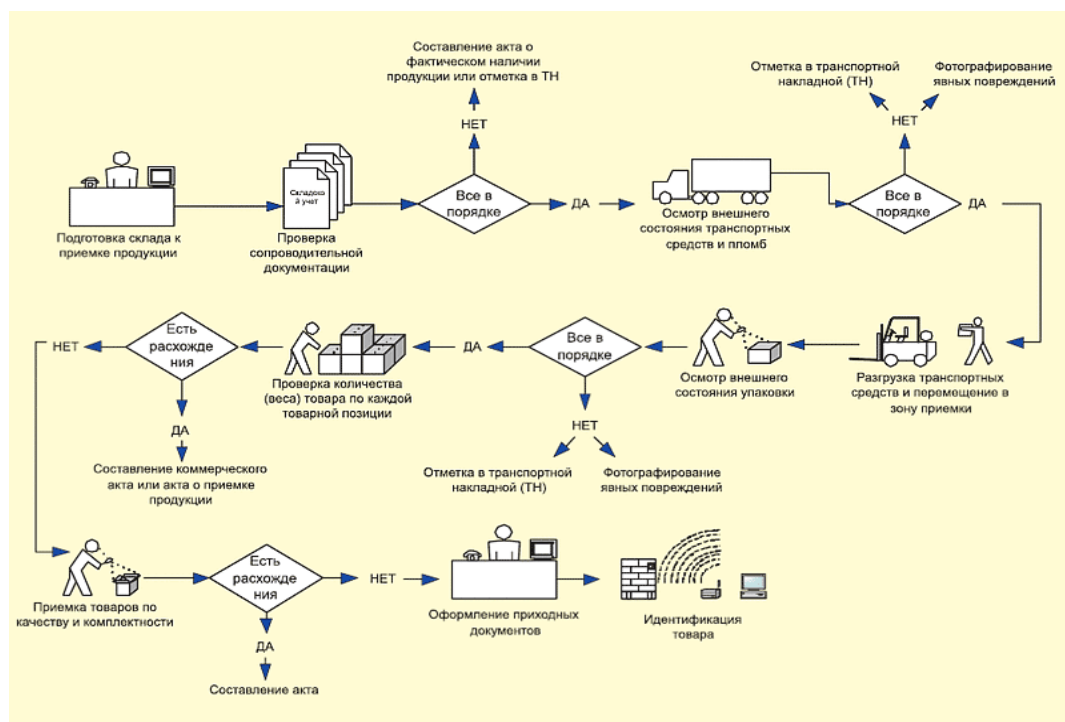 Составление акта о
фактическом наличии
продукции или отметка в ТН
Отметка в транспортной
накладной (ТН)
Фотографирование
явных повреждений
НЕТ
НЕТ
Складско
й учет
Все в
порядке
ДА
Все в
порядке
ДА
Подготовка склада к
приемке продукции
Проверка
сопроводительной
документации
Осмотр внешнего
состояния транспортных
средств и пломб
НЕТ
Есть
расхожде
ния
Проверка количества
(веса) товара по каждой
товарной позиции
ДА
Все в
порядке
Осмотр внешнего
состояния упаковки
Разгрузка транспортных
средств и перемещение в
зону приемки
ДА
НЕТ
Составление коммерческого
акта или акта о приемке
продукции
Отметка в транспортной
накладной (ТН)
Фотографирование
явных повреждений
Приемка товаров по
качеству и комплектности
Есть
расхожде
ния
НЕТ
Оформление приходных
документов
Идентификация
товара
ДА
Составление акта